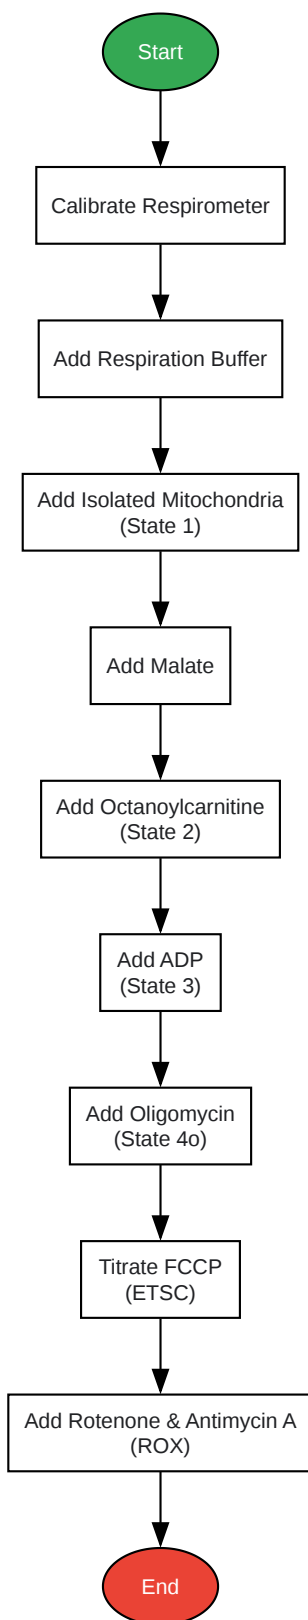 Start
Calibrate Respirometer
Add Respiration Buffer
Add Isolated Mitochondria
(State 1)
Add Malate
Add Octanoylcarnitine
(State 2)
Add ADP
(State 3)
Add Oligomycin
(State 4o)
Titrate FCCP
(ETSC)
Add Rotenone & Antimycin A
(ROX)
End